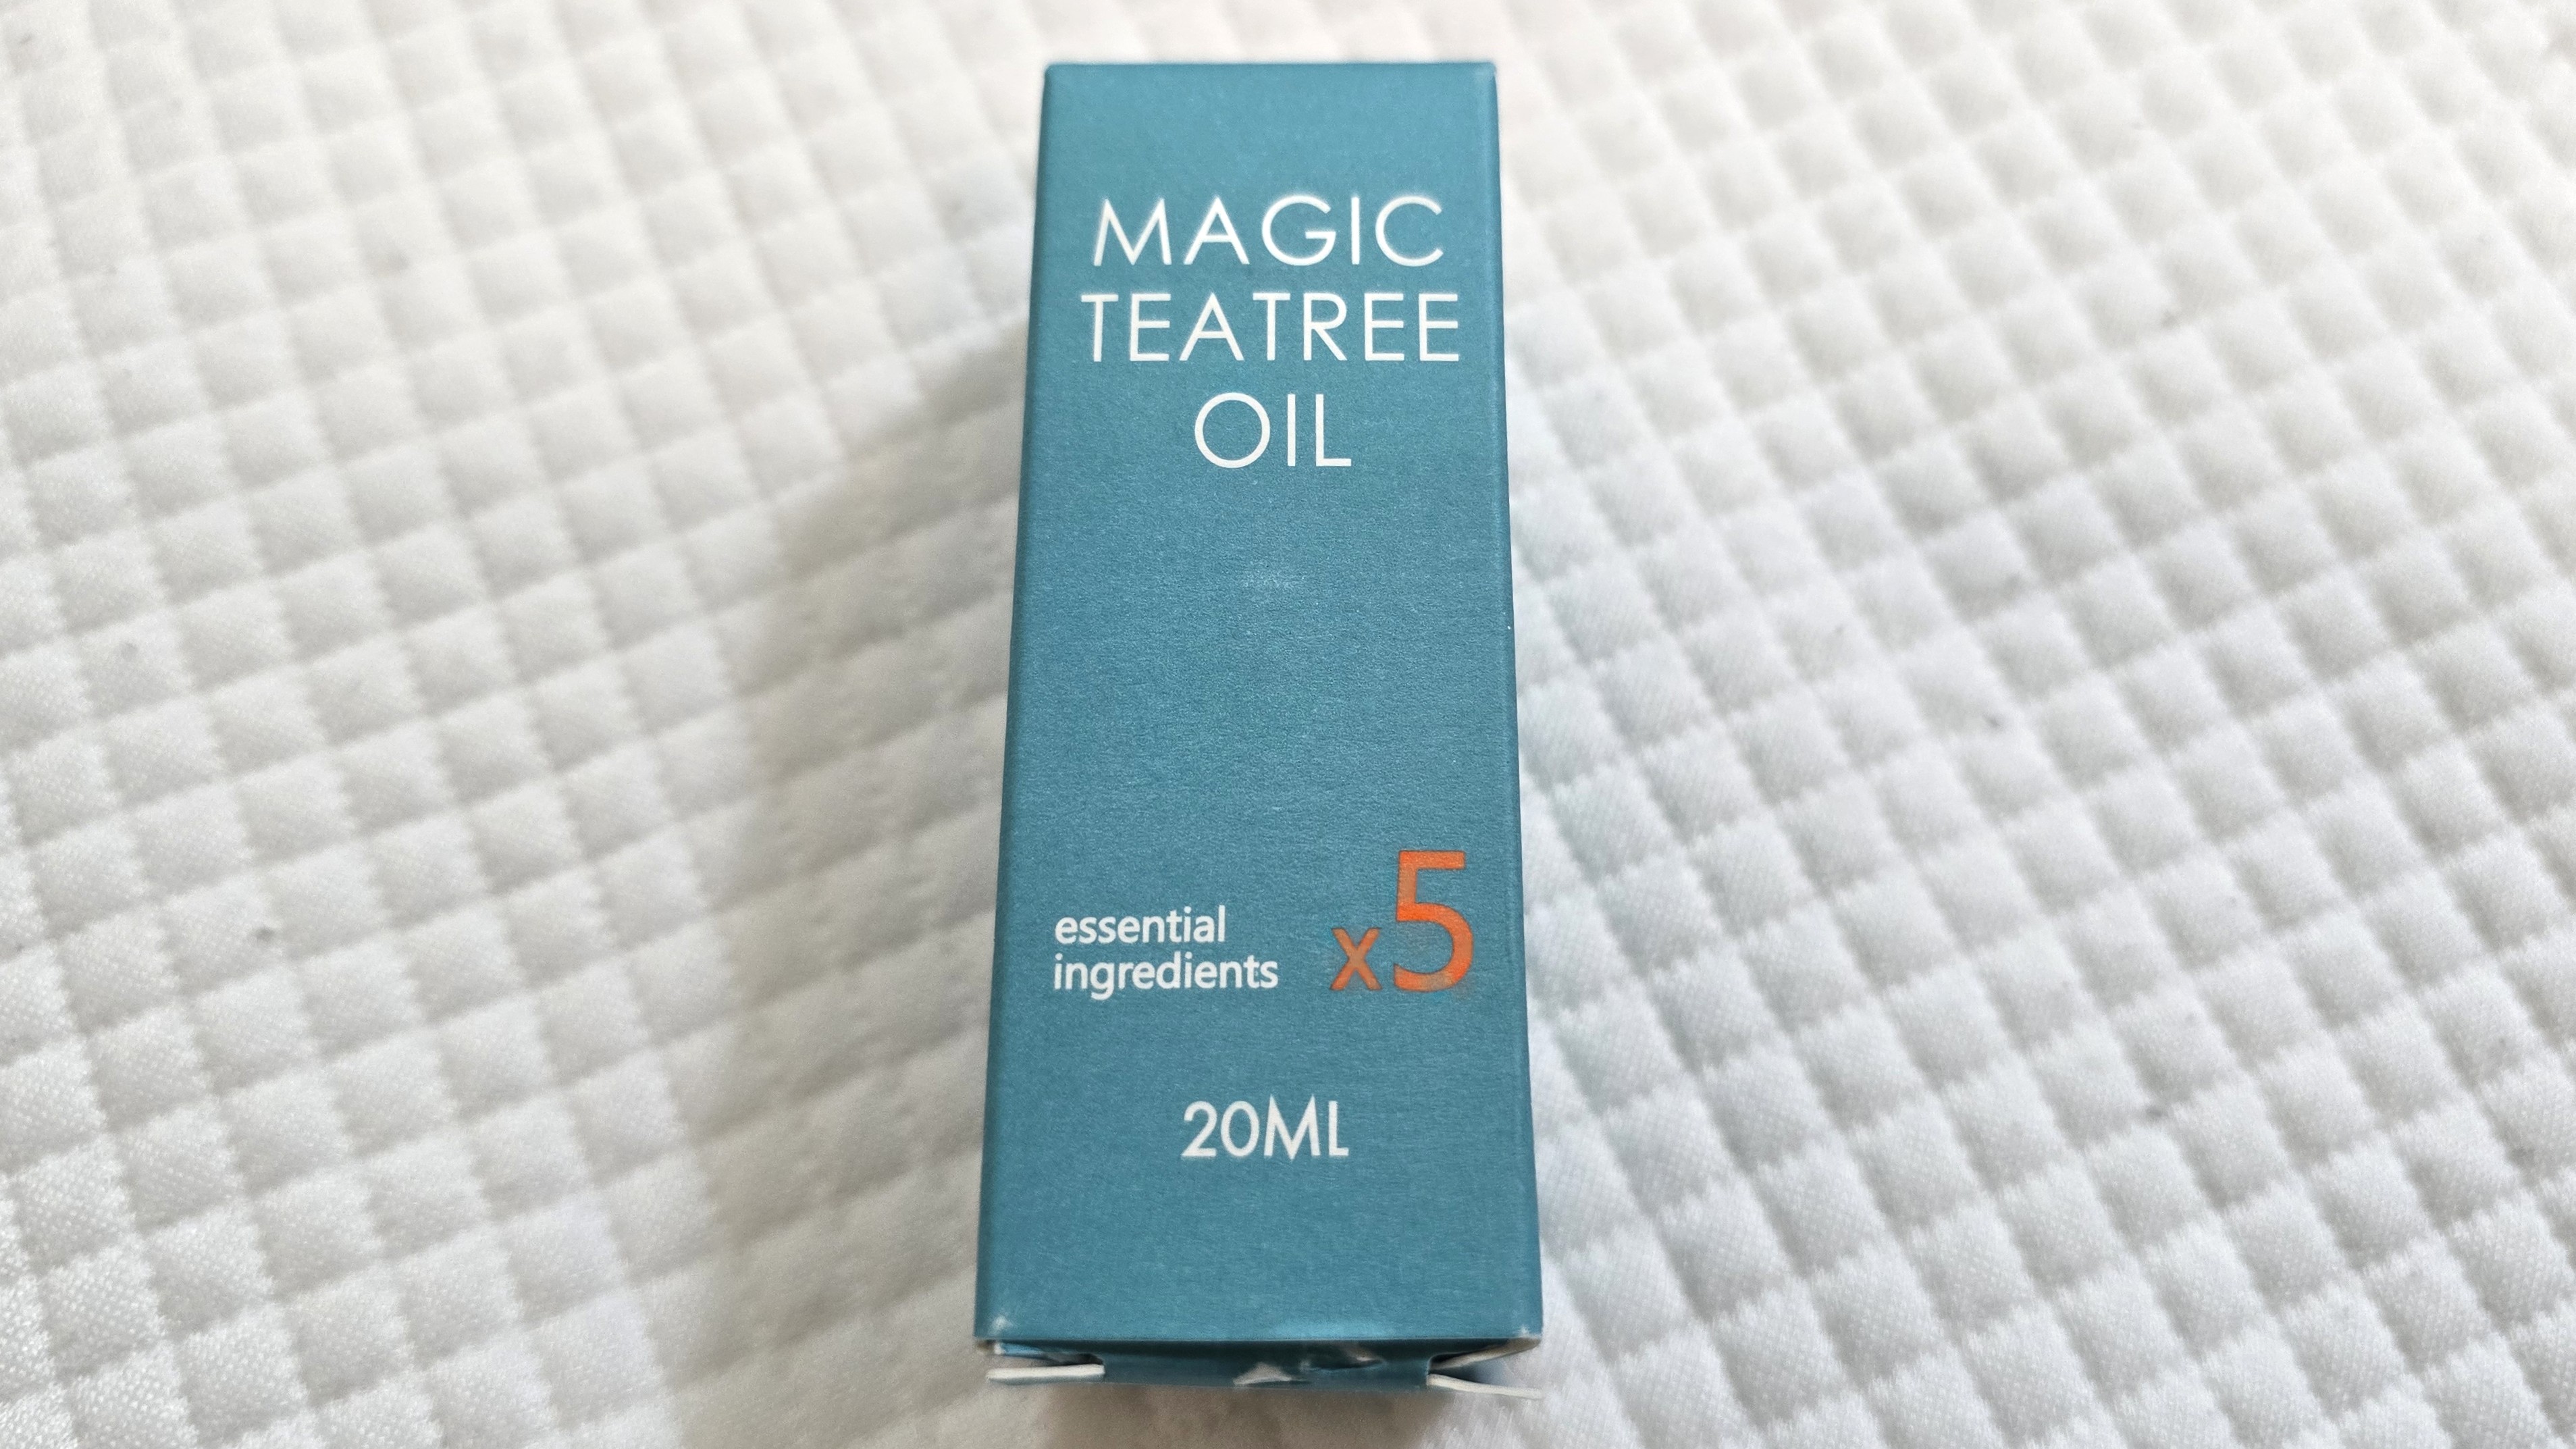 MAGIC
TEATREE
OIL
essential
ingredients
x5
20ML